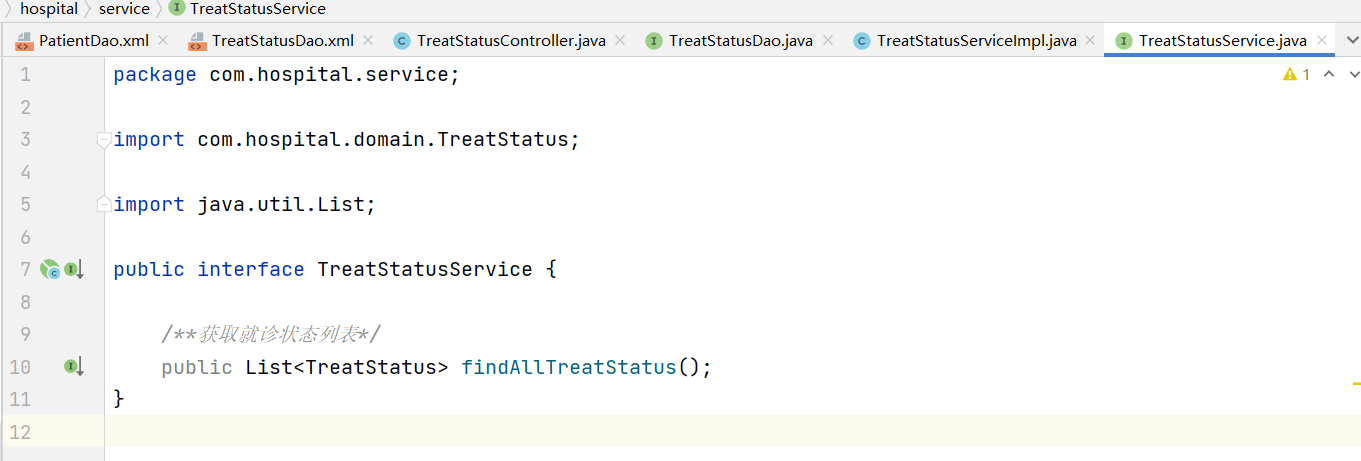 hospital service TreatStatusService
PatientDao.xml TreatStatusDao.xml TreatStatusController.java TreatStatusDao.java TreatStatusServiceImpl.java TreatStatusService.java
1 package com.hospital.service; 1
2
3 import com.hospital.domain.TreatStatus;
4
5 import java.util.List;
6
7 public interface TreatStatusService {
8
9 /**获取就诊状态列表*/
10 public List<TreatStatus> findAllTreatStatus();
11 }
12